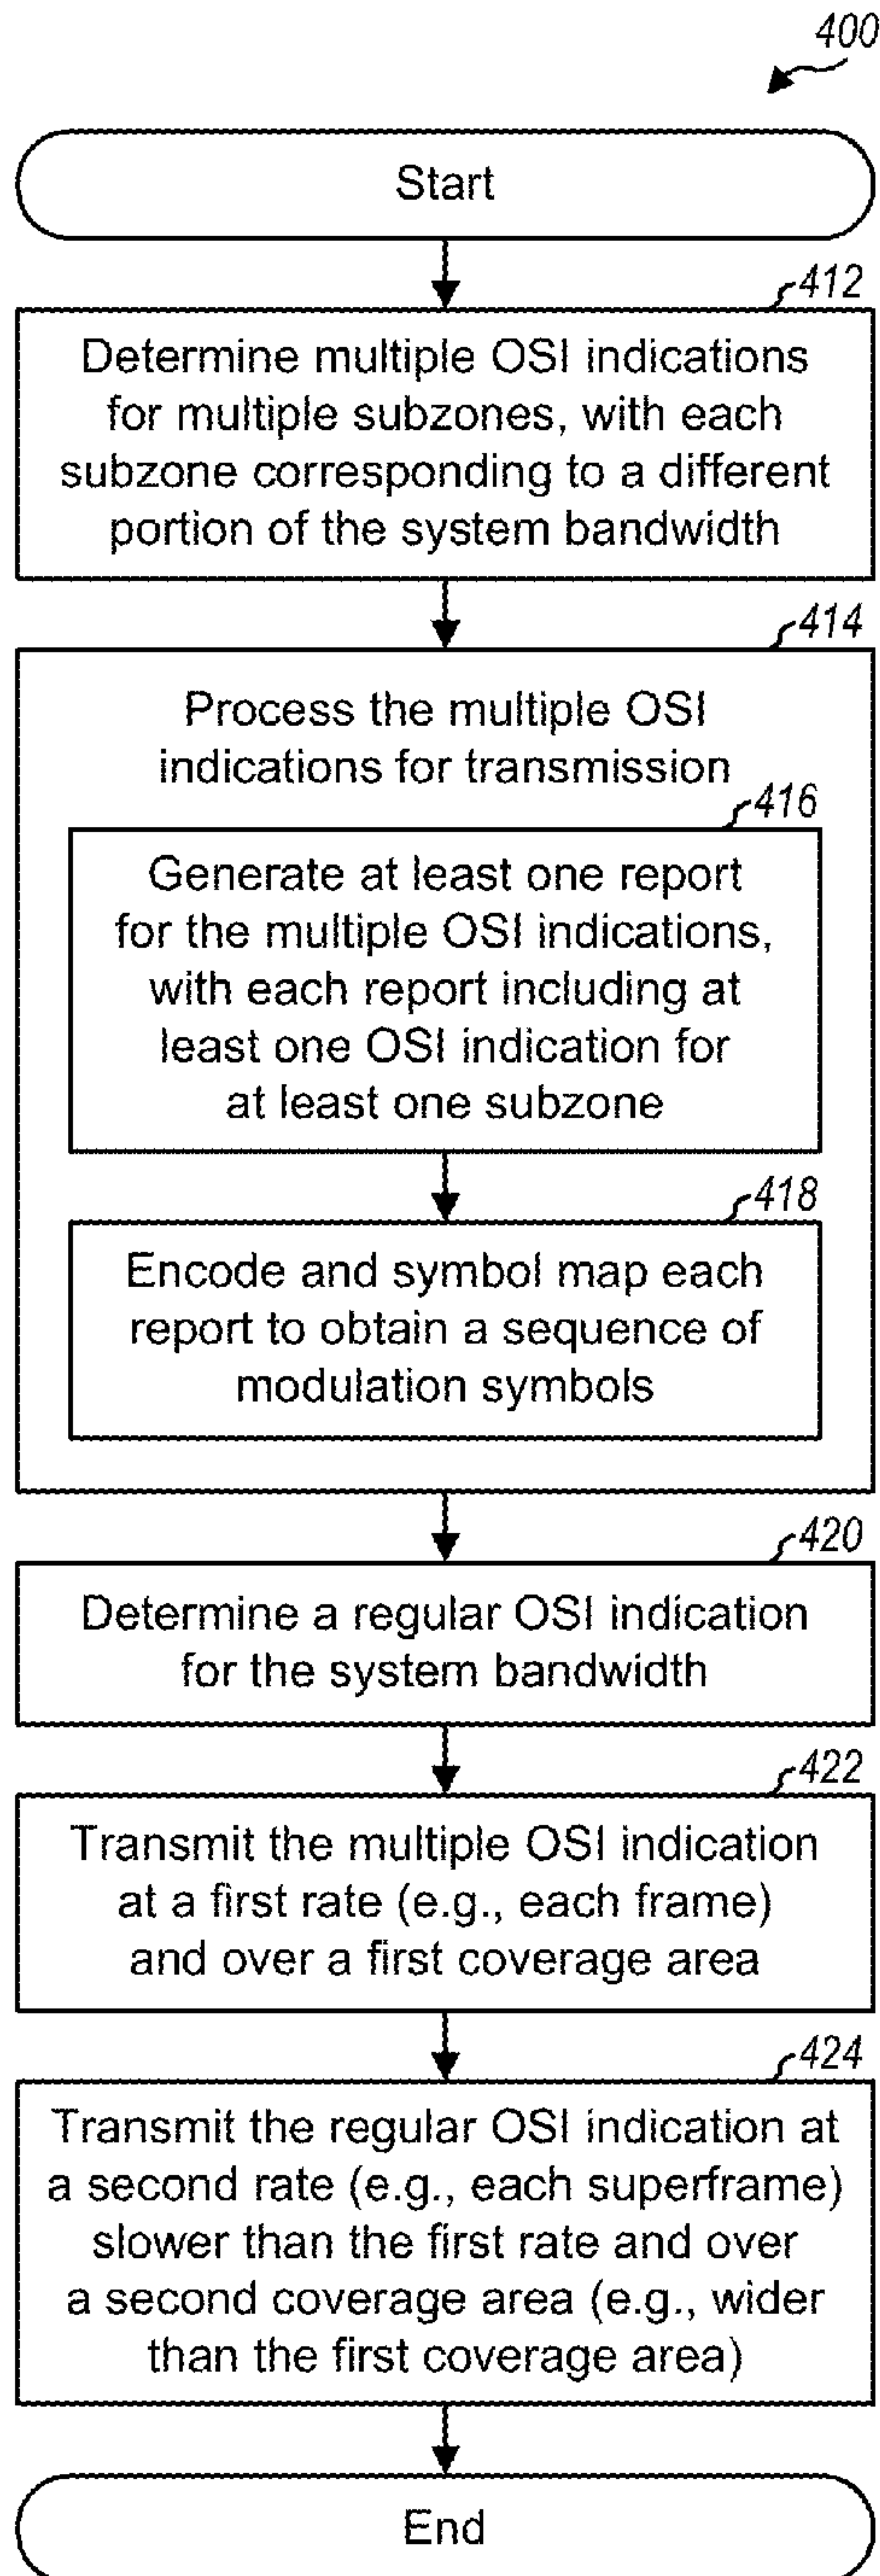 400
Start
412
Determine multiple OSI indications
for multiple subzones, with each
subzone corresponding to a different
portion of the system bandwidth
414
Process the multiple OSI
indications for transmission
416
Generate at least one report
for the multiple OSI indications,
with each report including at
least one OSI indication for
at least one subzone
418
Encode and symbol map each
report to obtain a sequence of
modulation symbols
420
Determine a regular OSI indication
for the system bandwidth
422
Transmit the multiple OSI indication
at a first rate (e.g., each frame)
and over a first coverage area
424
Transmit the regular OSI indication at
a second rate (e.g., each superframe)
slower than the first rate and over
a second coverage area (e.g., wider
than the first coverage area)
End